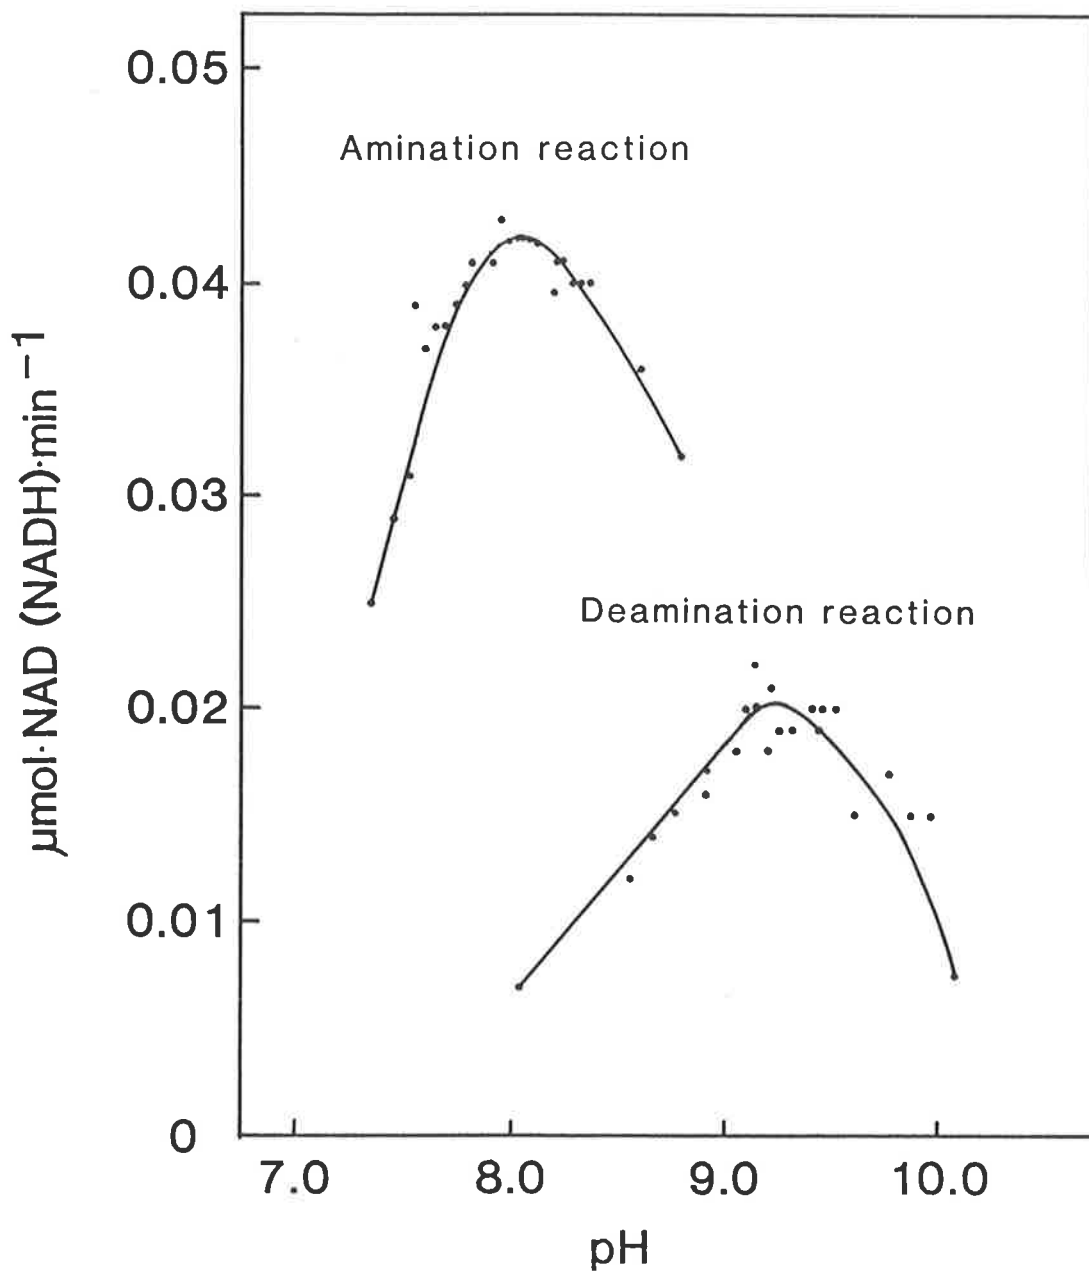 0.05
Amination reaction
0.04
µmol·NAD (NADH)·min−1
0.03
Deamination reaction
0.02
0.01
0
7.0 8.0 9.0 10.0
pH